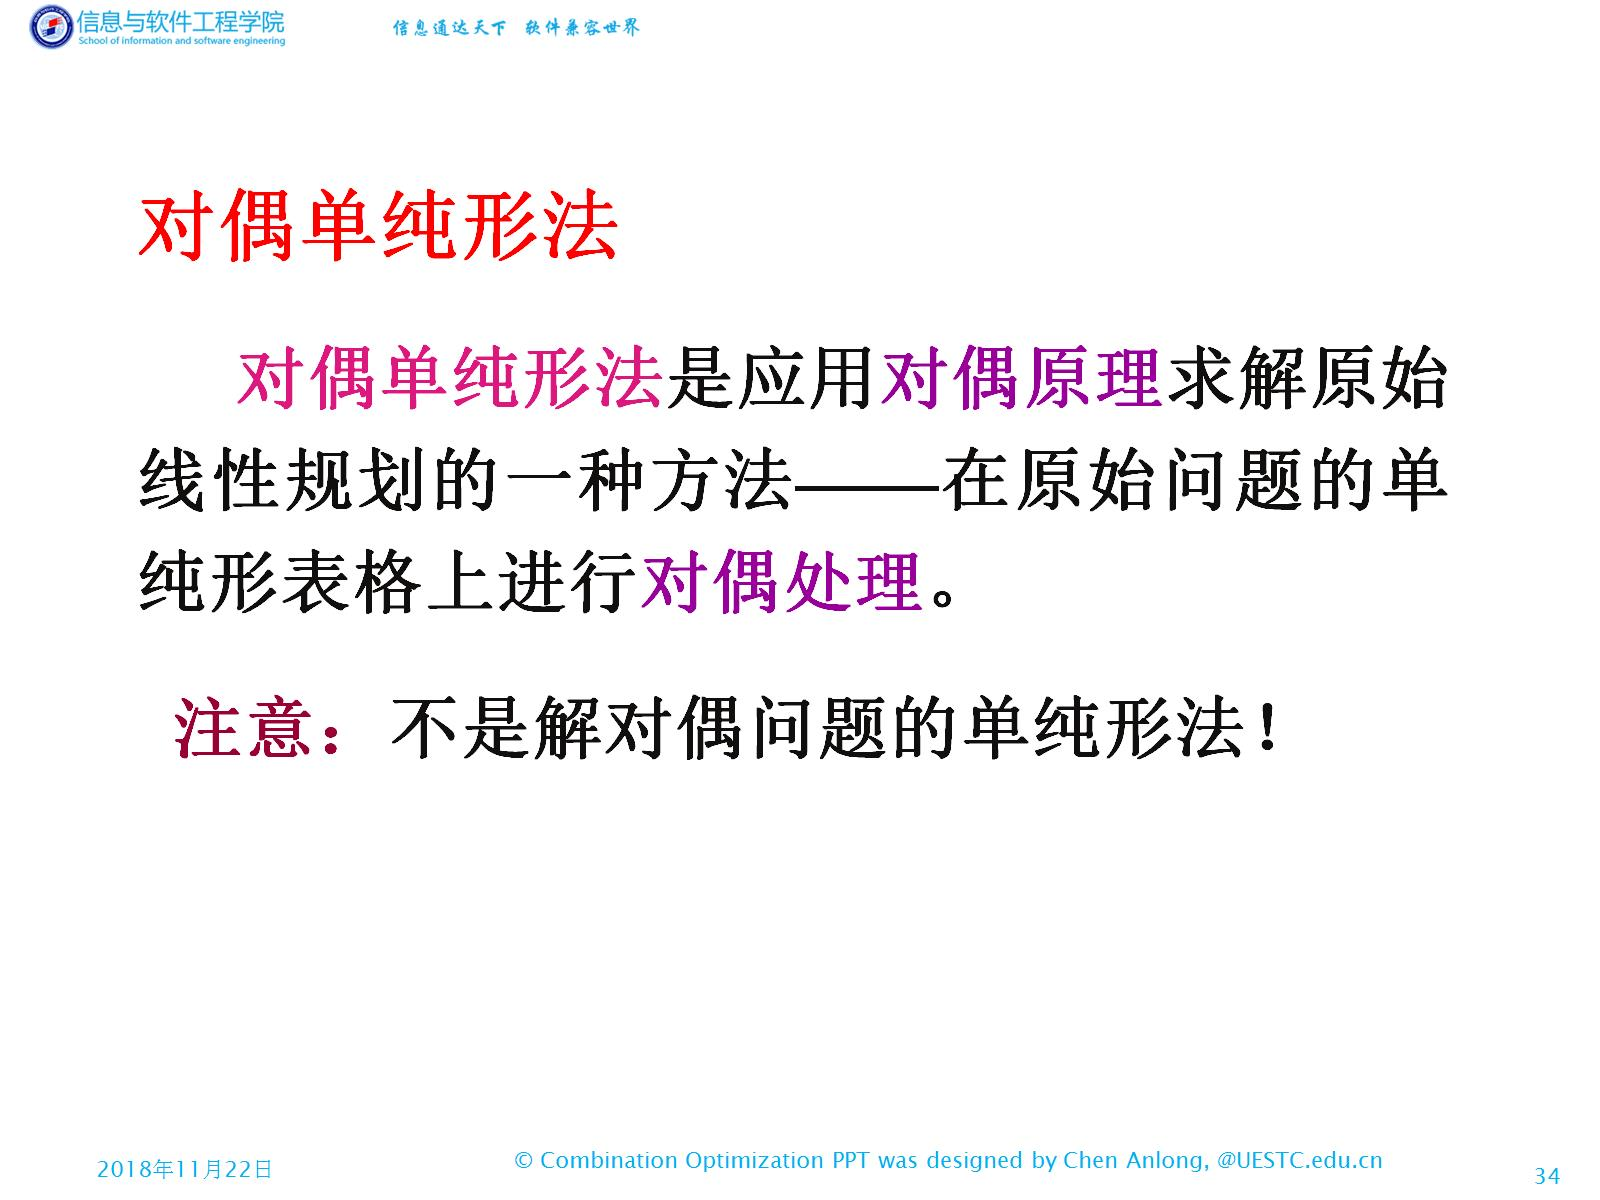 信息与软件工程学院
School of information and software engineering
信息通达天下 软件兼容世界
对偶单纯形法
对偶单纯形法是应用对偶原理求解原始
线性规划的一种方法——在原始问题的单
纯形表格上进行对偶处理。
注意：不是解对偶问题的单纯形法！
2018年11月22日
© Combination Optimization PPT was designed by Chen Anlong, @UESTC.edu.cn
34